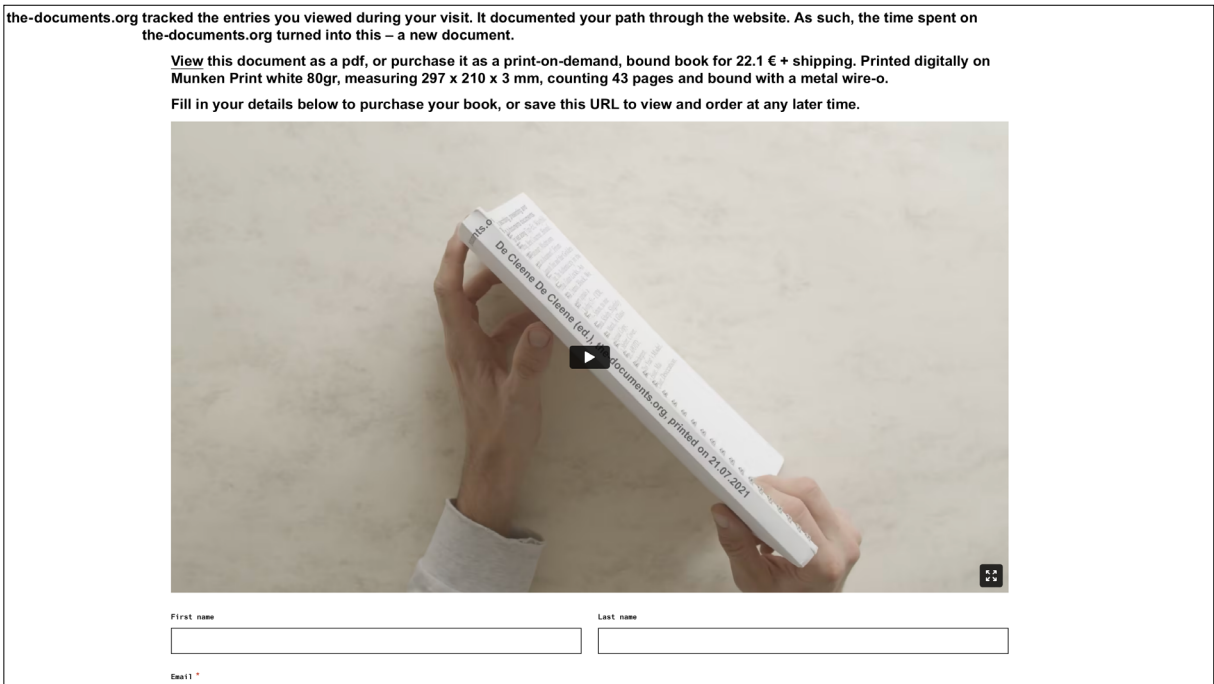 the-documents.org tracked the entries you viewed during your visit. It documented your path through the website. As such, the time spent on
the-documents.org turned into this – a new document.
View this document as a pdf, or purchase it as a print-on-demand, bound book for 22.1 € + shipping. Printed digitally on
Munken Print white 80gr, measuring 297 x 210 x 3 mm, counting 43 pages and bound with a metal wire-o.
Fill in your details below to purchase your book, or save this URL to view and order at any later time.
nts.o
De Cleene De Cleene (ed.), the-documents.org, printed on 21.07.2021
First name
Last name
Email *